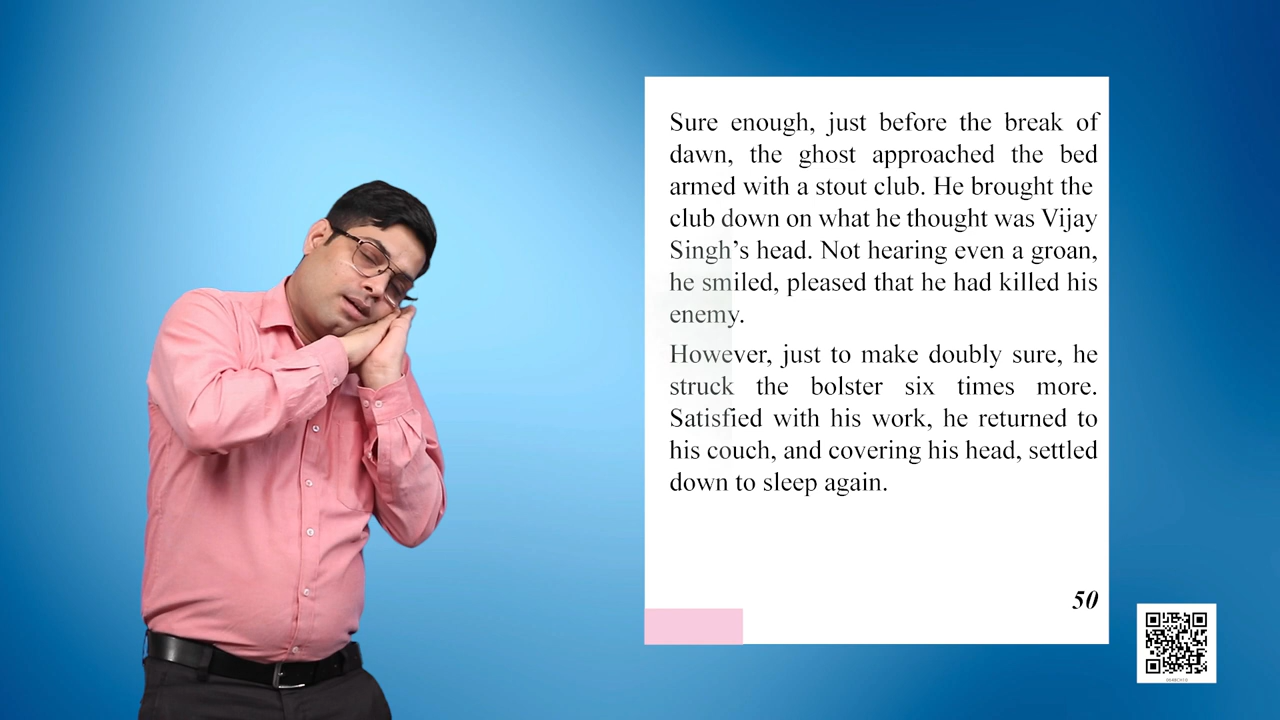 Sure enough, just before the break of
dawn, the ghost approached the bed
armed with a stout club. He brought the
club down on what he thought was Vijay
Singh’s head. Not hearing even a groan,
he smiled, pleased that he had killed his
enemy.
However, just to make doubly sure, he
struck the bolster six times more.
Satisfied with his work, he returned to
his couch, and covering his head, settled
down to sleep again.
50